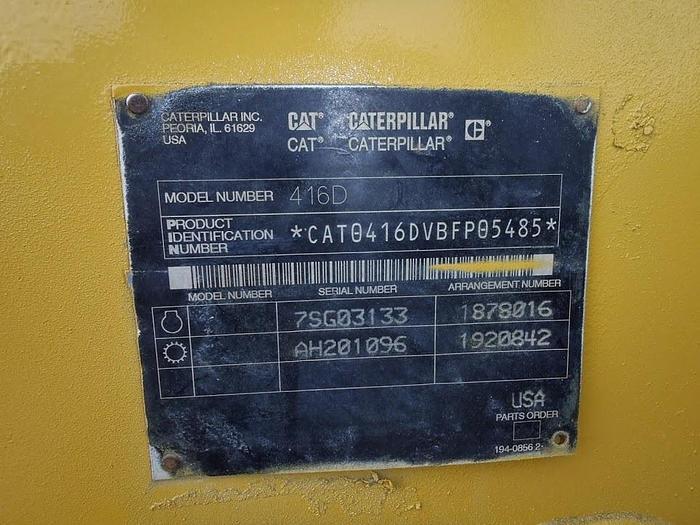 CATERPILLAR INC.
PEORIA, IL. 61629
USA
CAT® CATERPILLAR® C®
CAT® CATERPILLAR®
MODEL NUMBER 416D
PRODUCT
IDENTIFICATION
NUMBER
*CAT0416DVBFP05485*
MODEL NUMBER SERIAL NUMBER ARRANGEMENT NUMBER
7SG03133 1878016
AH201096 1920842
USA
PARTS ORDER
194-0856 2-